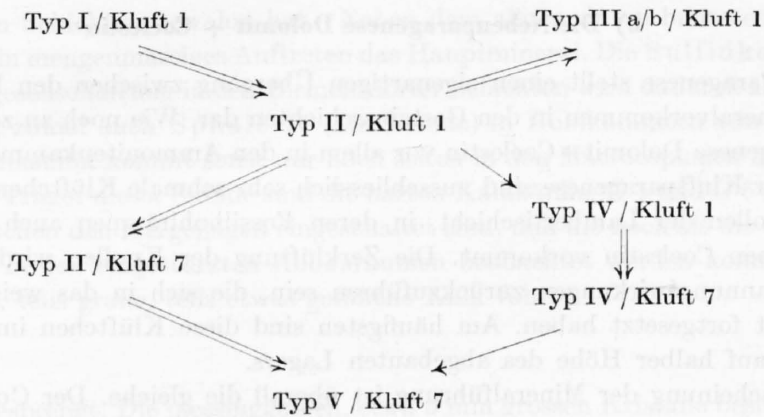 Typ I / Kluft 1
Typ III a/b / Kluft 1
Typ II / Kluft 1
Typ IV / Kluft 1
Typ II / Kluft 7
Typ IV / Kluft 7
Typ V / Kluft 7